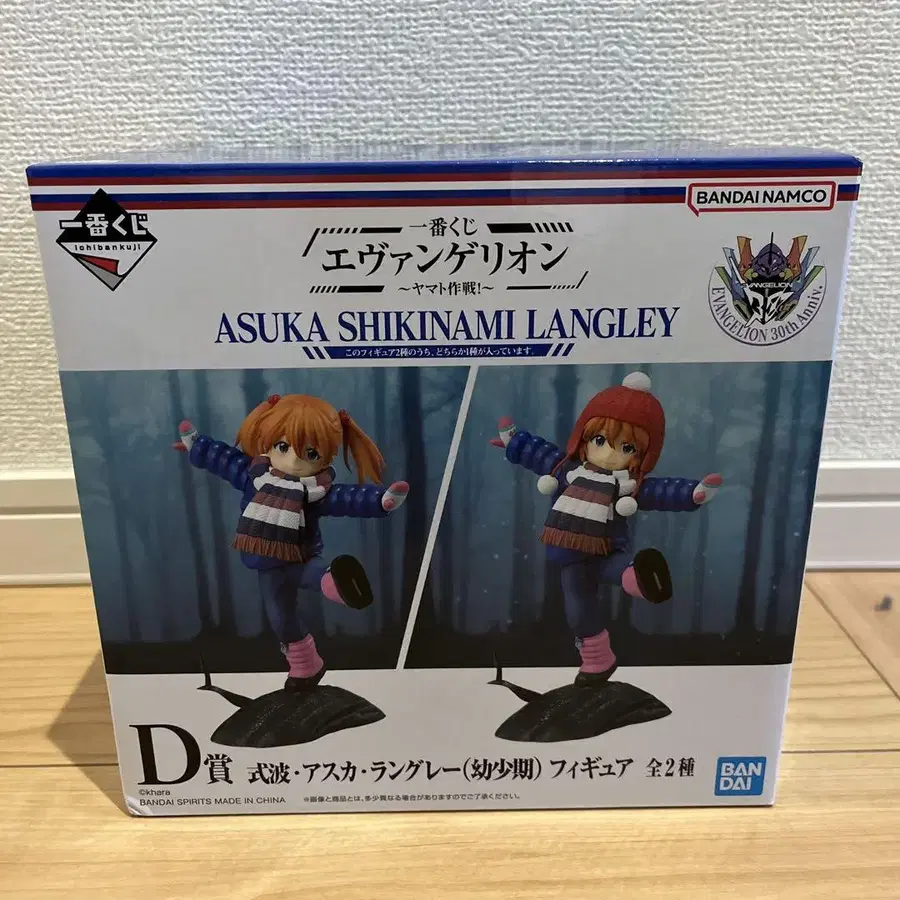 一番くじ
ichibankuji
BANDAI NAMCO
一番くじ
エヴァンゲリオン
～ヤマト作戦!～
EVANGELION
EVANGELION 30th Anniv.
ASUKA SHIKINAMI LANGLEY
このフィギュア2種のうち、どちらか1種が入っています。
D賞 式波・アスカ・ラングレー(幼少期) フィギュア 全2種
©khara
BANDAI SPIRITS MADE IN CHINA
※画像と商品とは、多少異なる場合がありますのでご了承ください。
BAN
DAI